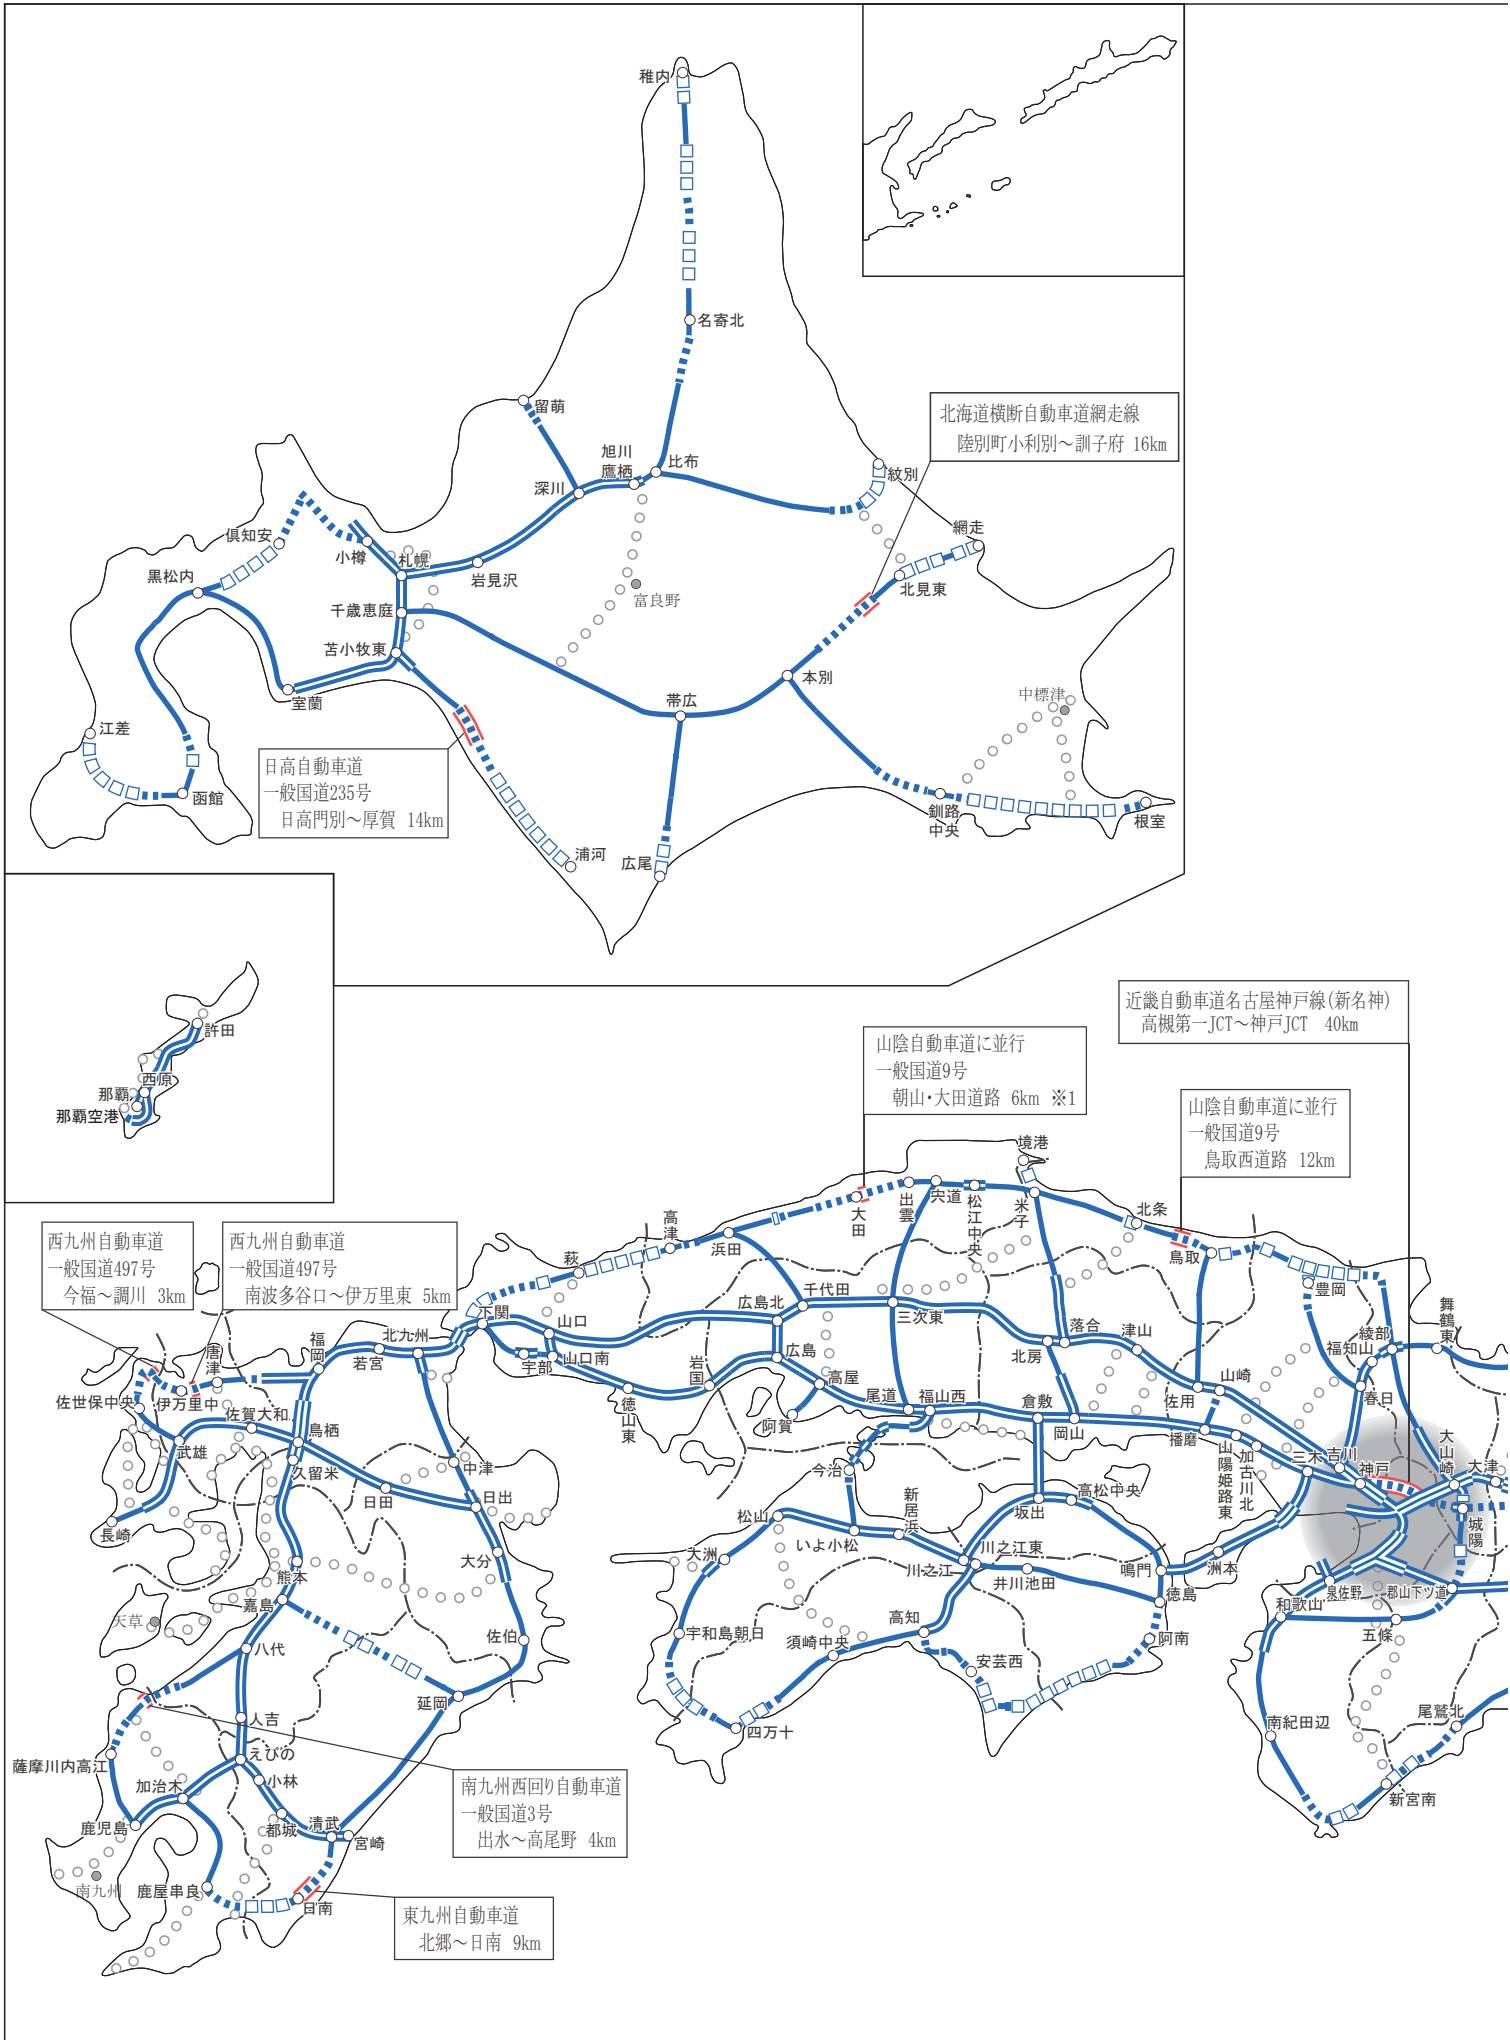 稚内
名寄北
留萌
旭川
鷹栖
比布
深川
紋別
網走
北海道横断自動車道網走線
陸別町小利別～訓子府 16km
倶知安
小樽
札幌
岩見沢
黒松内
千歳恵庭
富良野
北見東
苫小牧東
本別
室蘭
帯広
中標津
江差
函館
日高自動車道
一般国道235号
日高門別～厚賀 14km
浦河
広尾
釧路
中央
根室
許田
西原
那覇
那覇空港
近畿自動車道名古屋神戸線(新名神)
高槻第一JCT～神戸JCT 40km
山陰自動車道に並行
一般国道9号
朝山・大田道路 6km ※1
山陰自動車道に並行
一般国道9号
鳥取西道路 12km
境港
西九州自動車道
一般国道497号
今福～調川 3km
西九州自動車道
一般国道497号
南波多谷口～伊万里東 5km
萩
高津
浜田
大田
出雲
宍道
松江中央
米子
北条
鳥取
豊岡
舞鶴東
綾部
福知山
下関
山口
広島北
千代田
三次東
落合
北房
津山
佐用
山崎
春日
福岡
北九州
若宮
唐津
宇部
山口南
岩国
広島
高屋
徳山東
阿賀
尾道
福山西
倉敷
岡山
播磨
山陽姫路東
加古川北
三木
吉川
神戸
大山崎
大津
城陽
佐世保中央
伊万里中
佐賀大和
鳥栖
武雄
久留米
日田
中津
日出
長崎
大分
熊本
嘉島
天草
八代
佐伯
延岡
人吉
えびの
小林
薩摩川内高江
加治木
鹿児島
都城
清武
宮崎
南九州
鹿屋串良
日南
今治
松山
新居浜
いよ小松
大洲
川之江
川之江東
坂出
高松中央
井川池田
鳴門
徳島
洲本
宇和島朝日
須崎中央
高知
安芸西
阿南
四万十
泉佐野
郡山下ツ道
和歌山
五條
南紀田辺
尾鷲北
新宮南
南九州西回り自動車道
一般国道3号
出水～高尾野 4km
東九州自動車道
北郷～日南 9km